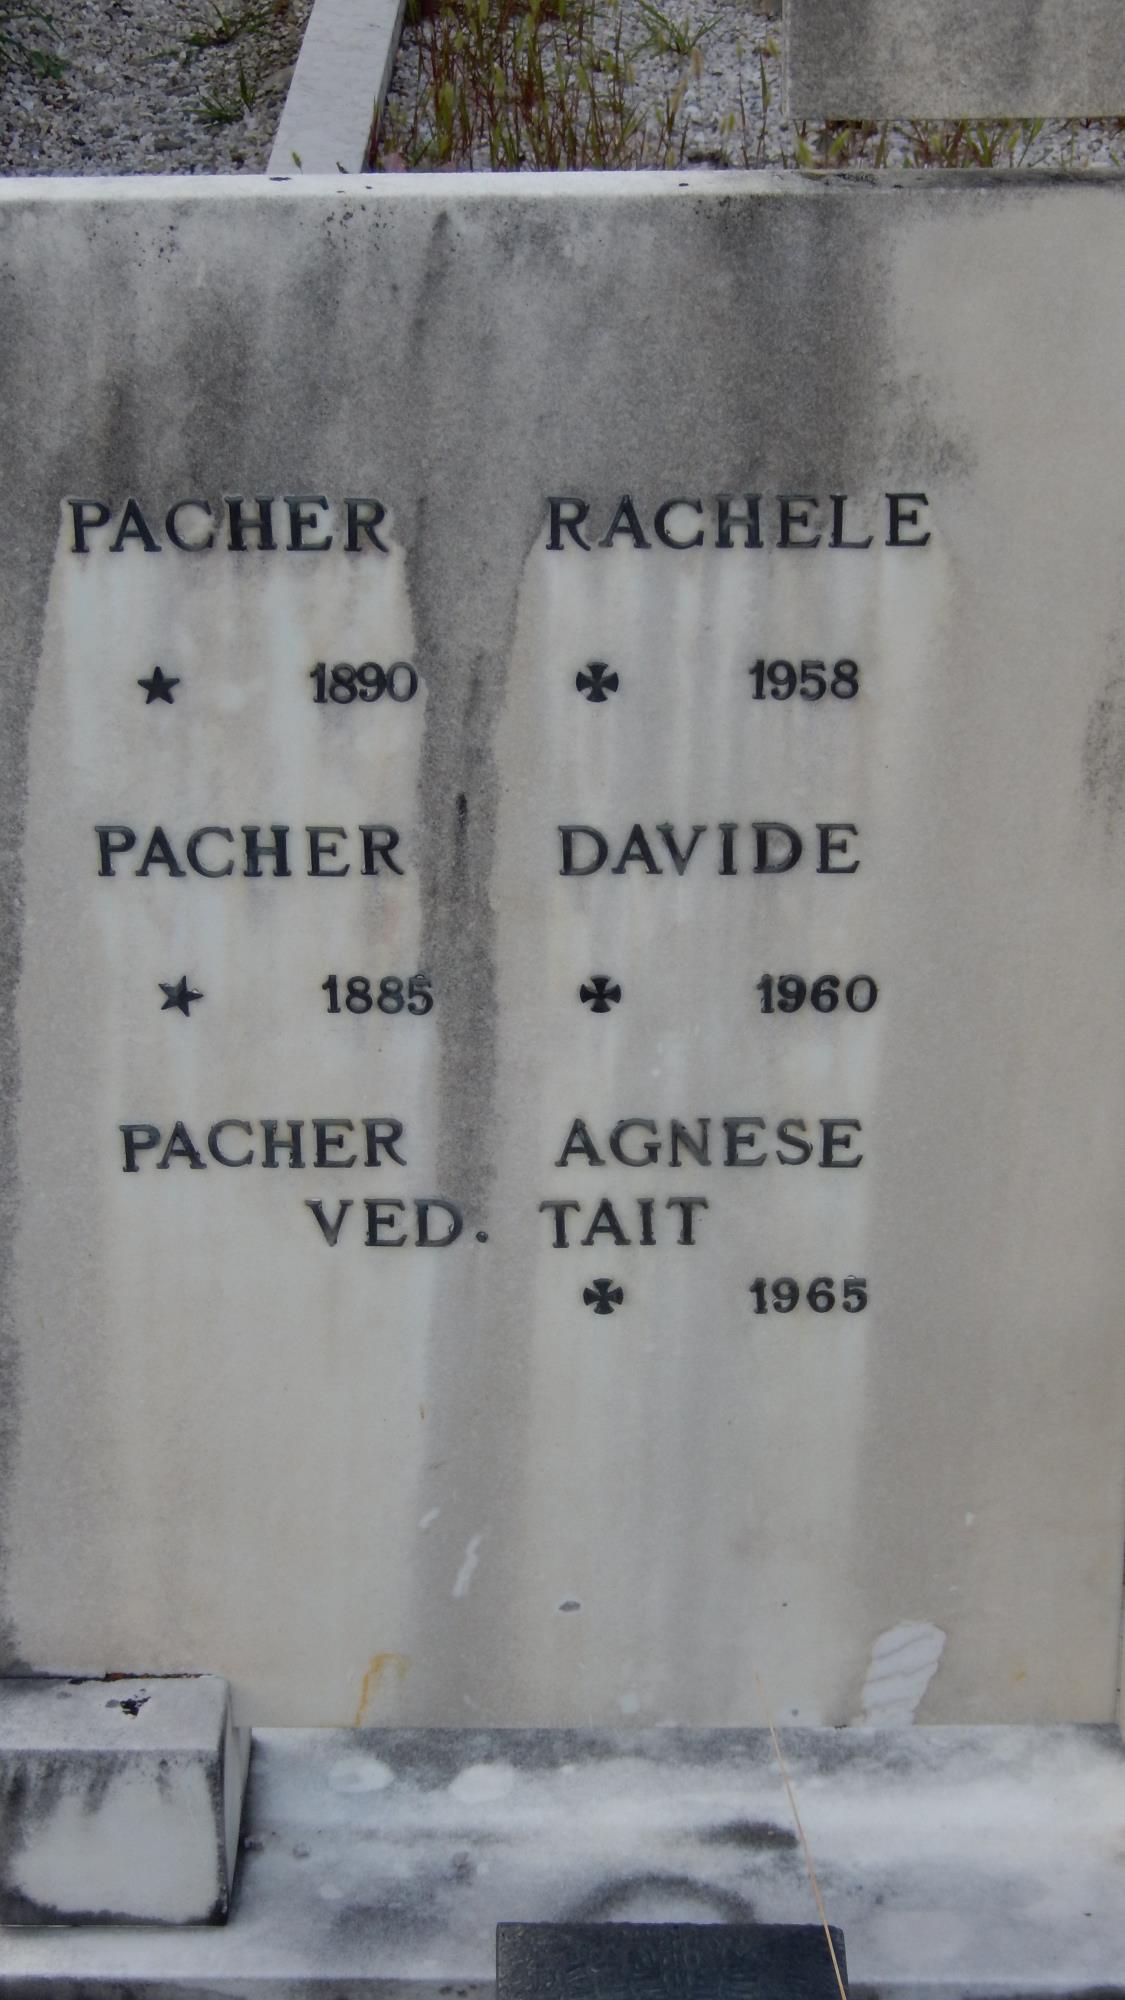 PACHER RACHELE
★ 1890 ✠ 1958
PACHER DAVIDE
★ 1885 ✠ 1960
PACHER AGNESE
VED. TAIT
✠ 1965